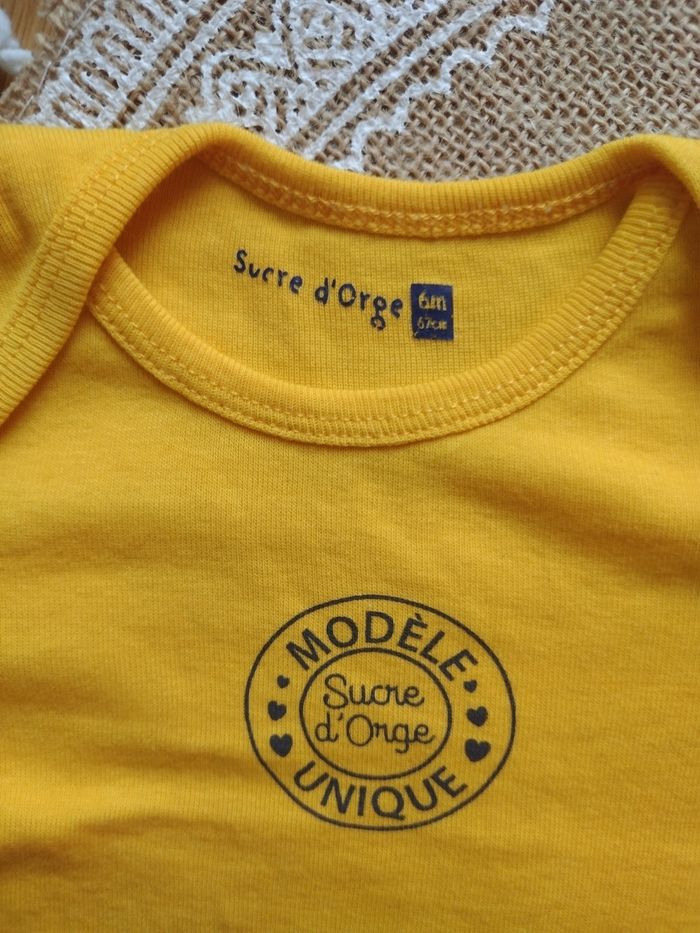 Sucre d'Orge
6m
67cm
MODÈLE
Sucre
d'Orge
UNIQUE